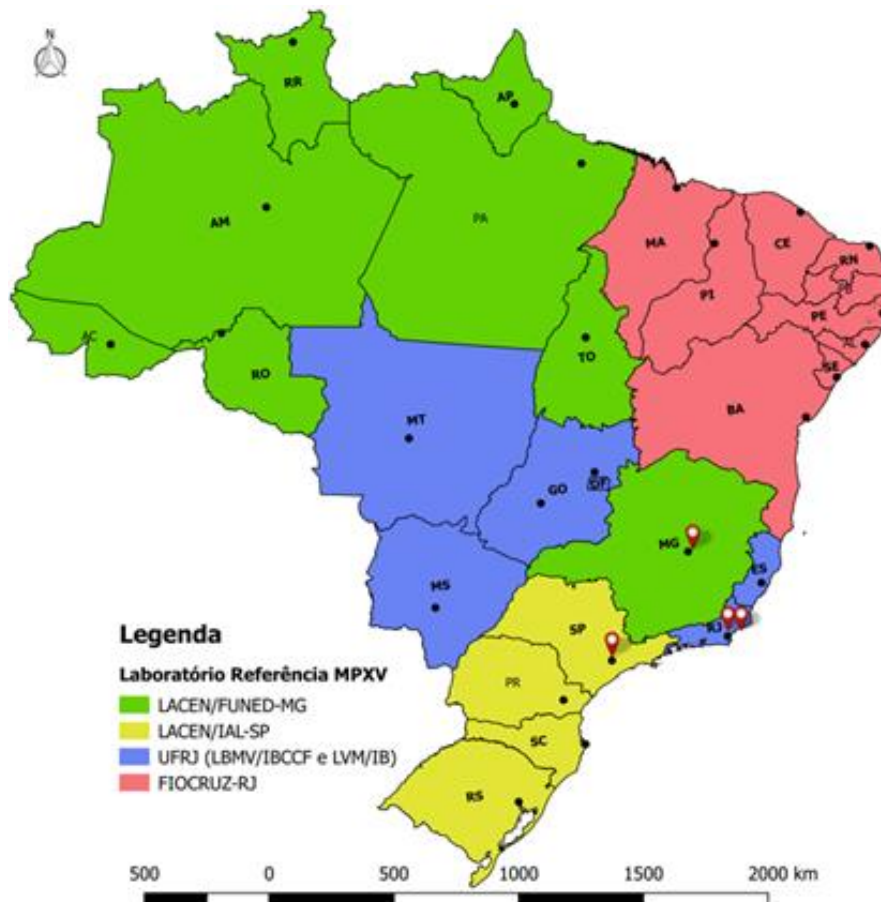 N
RR
AP
AM
PA
MA
CE
RN
PI
PB
PE
AC
AL
TO
SE
RO
BA
MT
GO
DF
MG
ES
MS
RJ
SP
PR
SC
RS
Legenda
Laboratório Referência MPXV
LACEN/FUNED-MG
LACEN/IAL-SP
UFRJ (LBMV/IBCCF e LVM/IB)
FIOCRUZ-RJ
500 0 500 1000 1500 2000 km